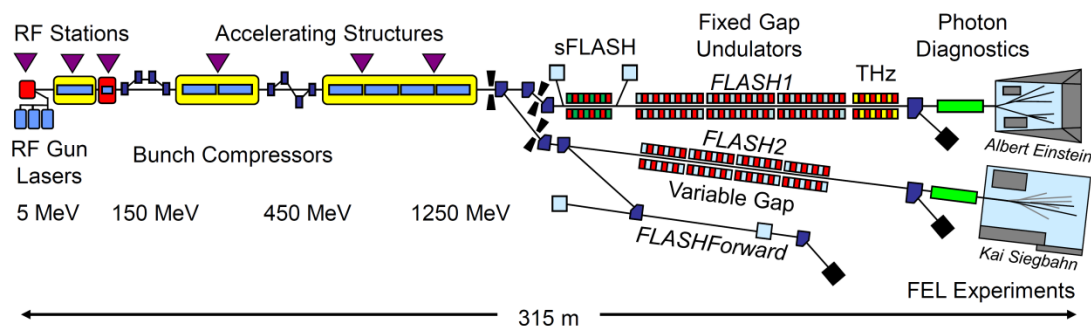 RF Stations
Accelerating Structures
sFLASH
Fixed Gap
Undulators
FLASH1
THz
Photon
Diagnostics
Albert Einstein
RF Gun
Lasers
Bunch Compressors
FLASH2
Variable Gap
FLASHForward
5 MeV
150 MeV
450 MeV
1250 MeV
Kai Siegbahn
FEL Experiments
315 m